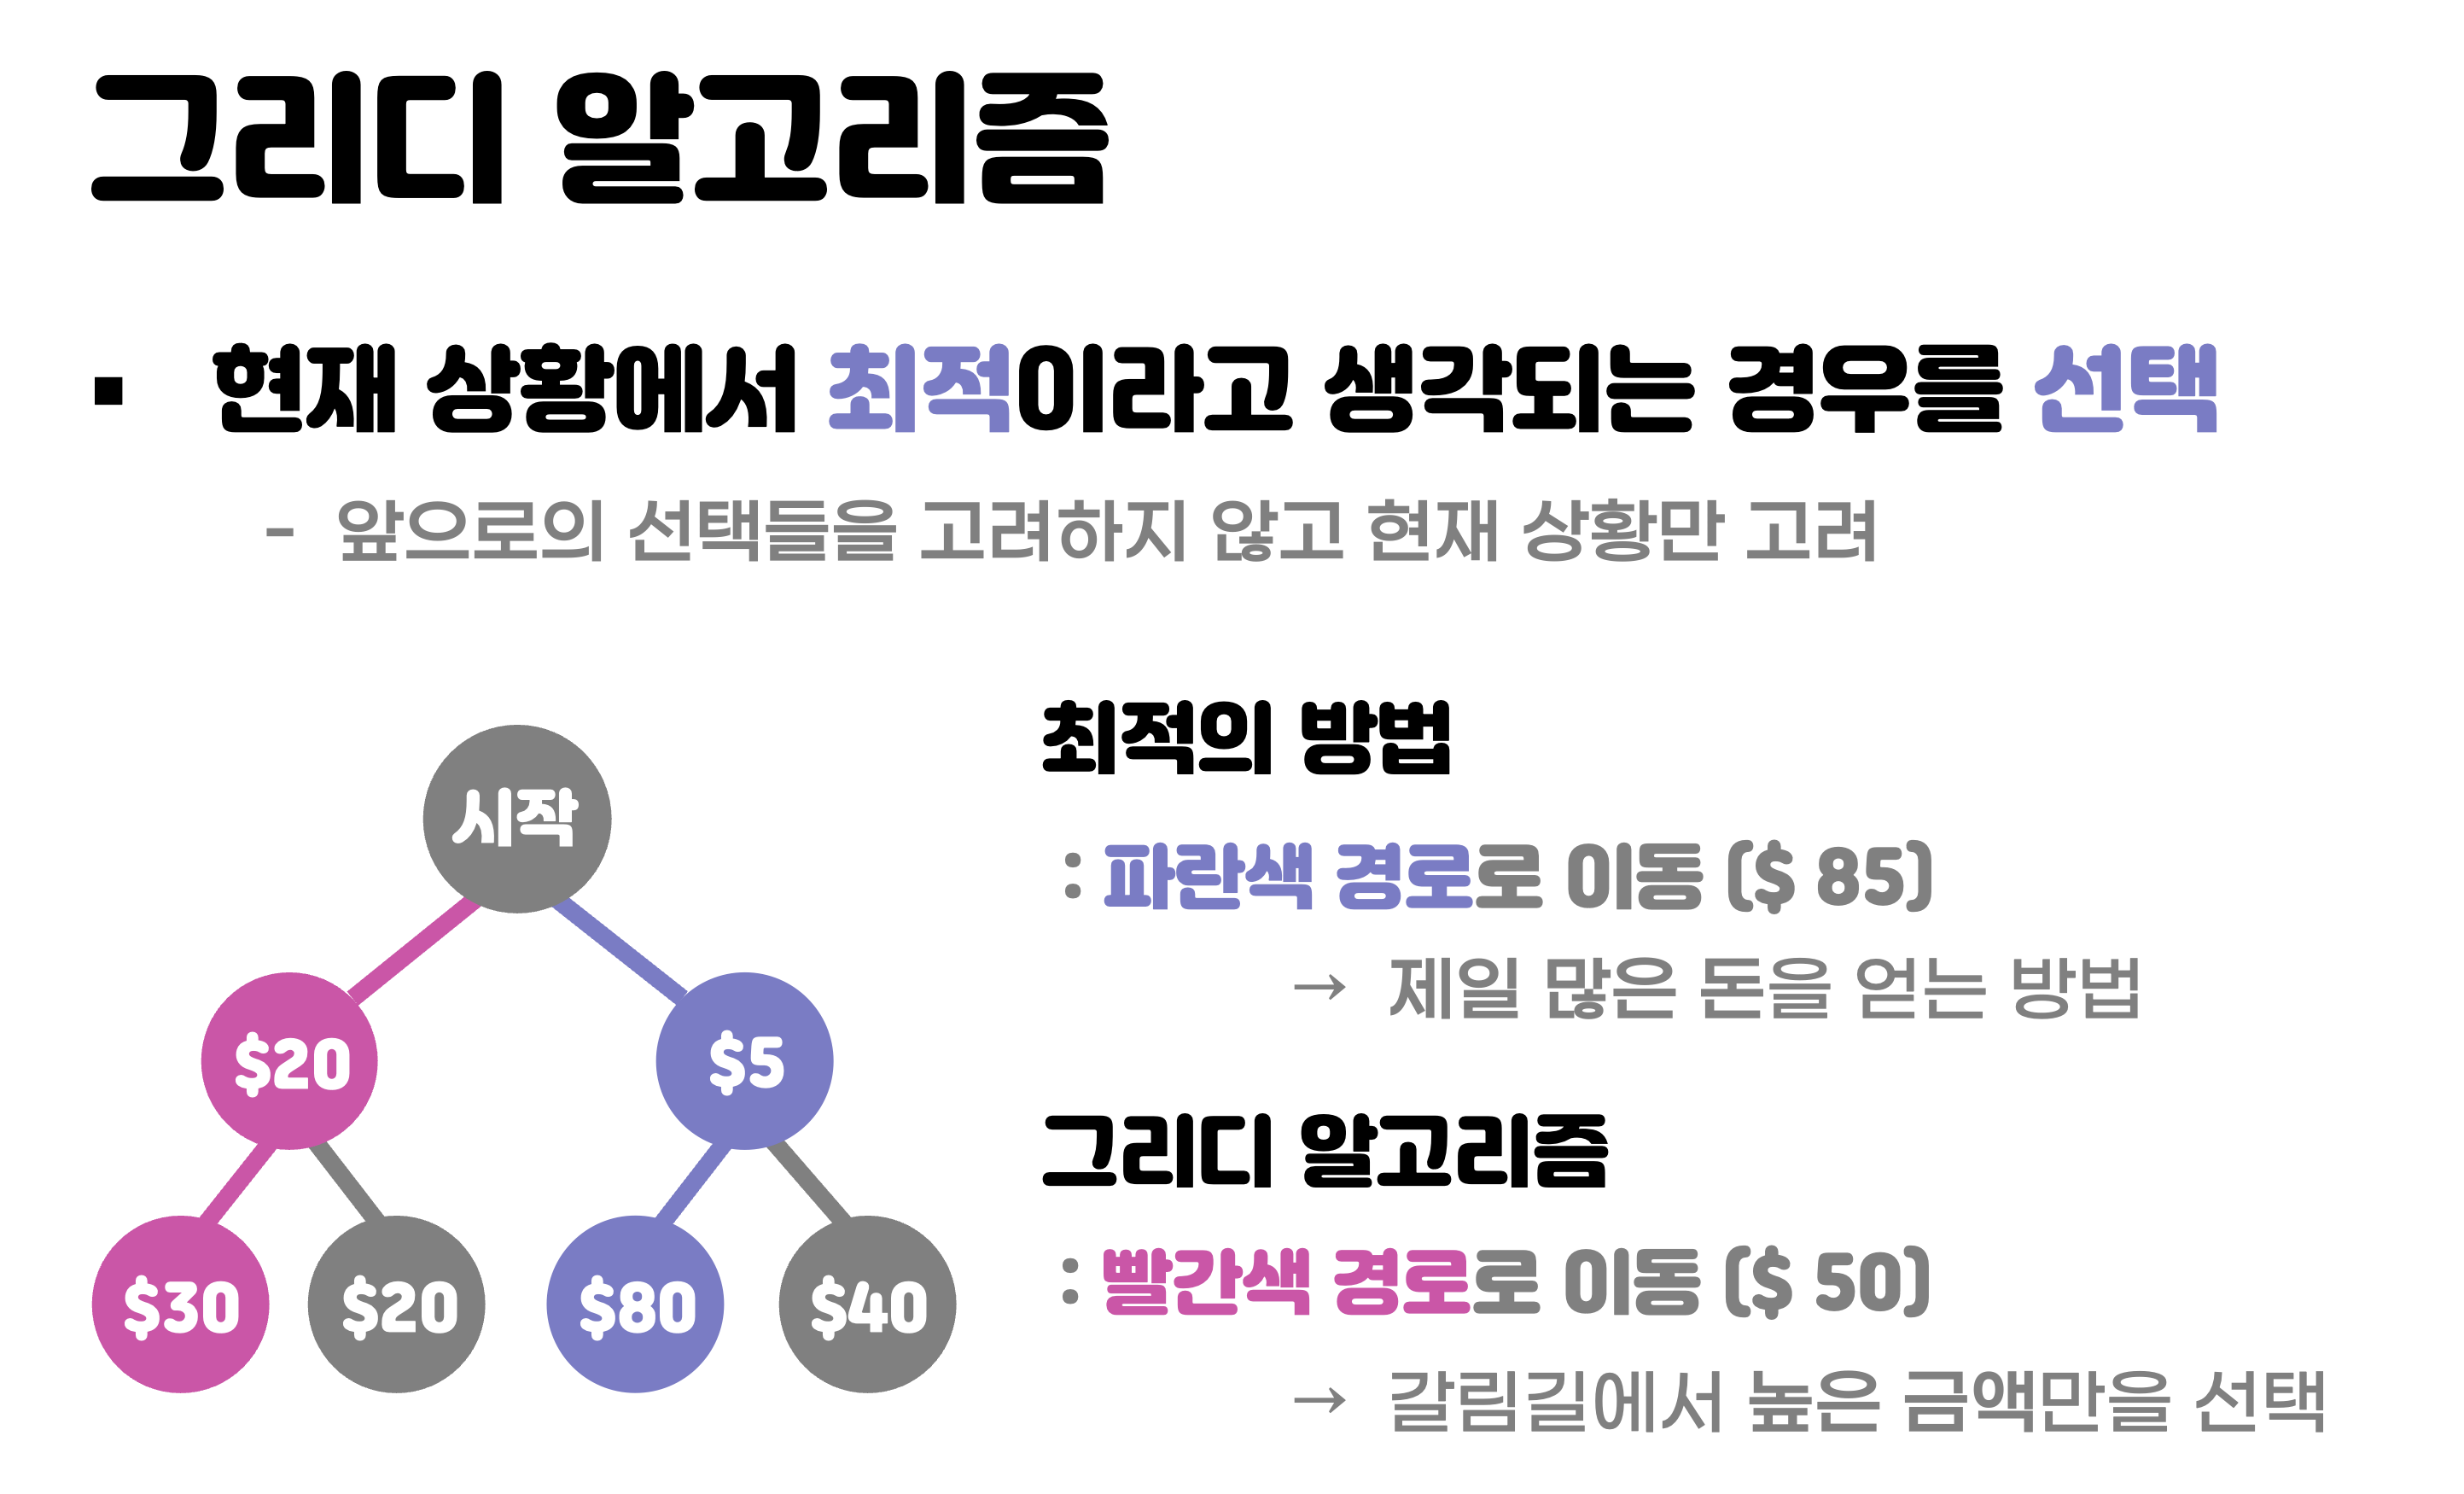 그리디 알고리즘
▪ 현재 상황에서 최적이라고 생각되는 경우를 선택
- 앞으로의 선택들을 고려하지 않고 현재 상횡만 고려
최적의 방법
시작
: 파란색 경로로 이동 ($ 85)
→ 제일 많은 돈을 얻는 방법
$20
$5
그리디 알고리즘
: 빨간색 경로로 이동 ($ 50)
$30
$20
$80
$40
→ 갈림길에서 높은 금액만을 선택